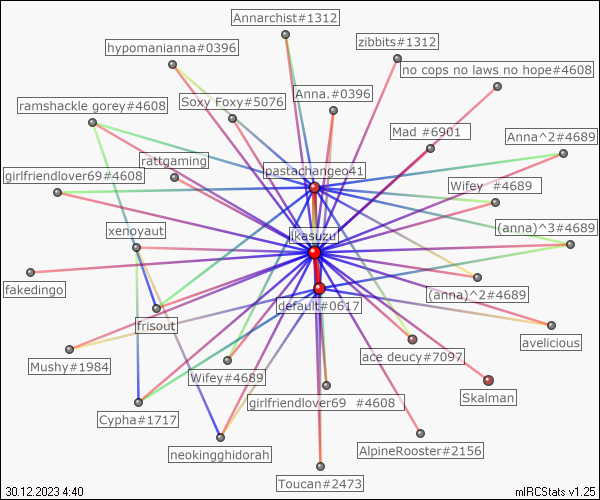 Annarchist#1312
hypomanianna#0396
zibbits#1312
no cops no laws no hope#4608
ramshackle gorey#4608
Soxy Foxy#5076
Anna.#0396
Mad #6901
Anna^2#4689
rattgaming
pastachangeo41
girlfriendlover69#4608
Wifey  #4689
xenoyaut
ikasuzu
(anna)^3#4689
fakedingo
(anna)^2#4689
default#0617
frisout
avelicious
ace deucy#7097
Mushy#1984
Wifey#4689
Skalman
girlfriendlover69  #4608
Cypha#1717
neokingghidorah
AlpineRooster#2156
Toucan#2473
30.12.2023 4:40
mIRCStats v1.25